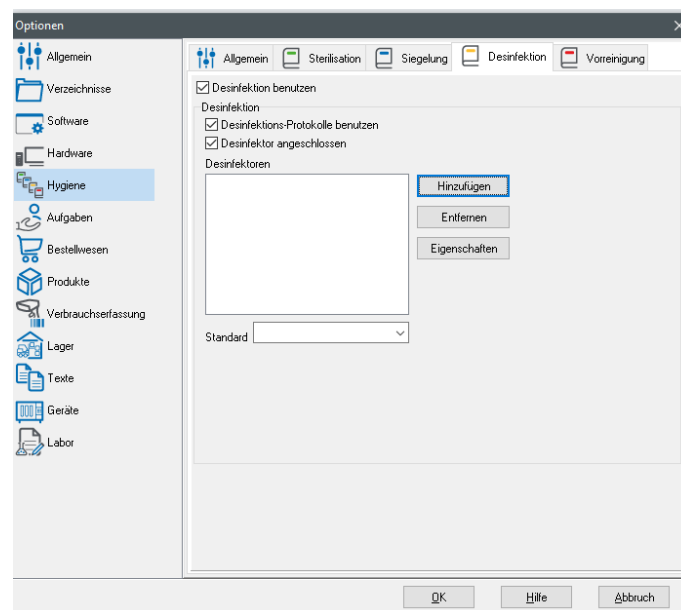 Optionen
Allgemein
Verzeichnisse
Software
Hardware
Hygiene
Aufgaben
Bestellwesen
Produkte
Verbrauchserfassung
Lager
Texte
Geräte
Labor
Allgemein Sterilisation Siegelung Desinfektion Vorreinigung
Desinfektion benutzen
Desinfektion
Desinfektions-Protokolle benutzen
Desinfektor angeschlossen
Desinfektoren
Hinzufügen
Entfernen
Eigenschaften
Standard
OK Hilfe Abbruch